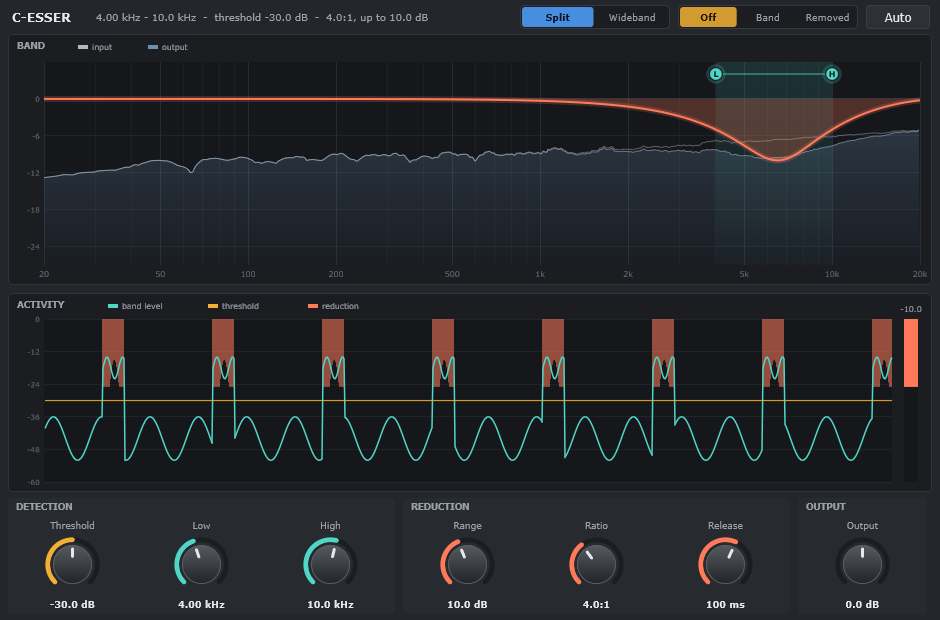 C-ESSER 4.00 kHz - 10.0 kHz - threshold -30.0 dB - 4.0:1, up to 10.0 dB Split Wideband Off Band Removed Auto
BAND input output
L H
0
-6
-12
-18
-24
20 50 100 200 500 1k 2k 5k 10k 20k
ACTIVITY band level threshold reduction -10.0
0
-12
-24
-36
-48
-60
DETECTION REDUCTION OUTPUT
Threshold Low High Range Ratio Release Output
-30.0 dB 4.00 kHz 10.0 kHz 10.0 dB 4.0:1 100 ms 0.0 dB